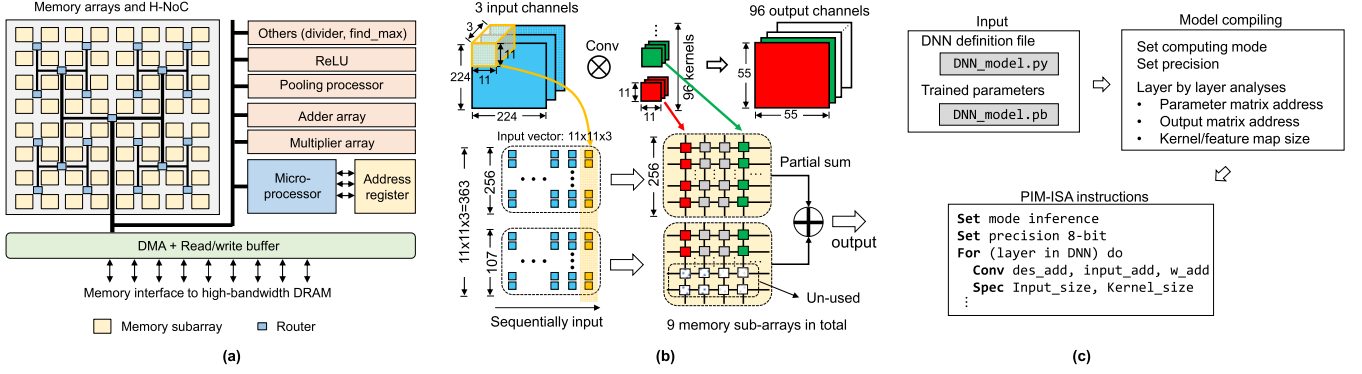 Memory arrays and H-NoC
Others (divider, find_max)
ReLU
Pooling processor
Adder array
Multiplier array
Micro-
processor
Address
register
DMA + Read/write buffer
Memory interface to high-bandwidth DRAM
Memory subarray
Router
(a)
3 input channels
96 output channels
3
11
11
224
224
Conv
96 kernels
11
11
55
55
Input vector: 11x11x3
11x11x3=363
256
107
256
Partial sum
output
Un-used
Sequentially input
9 memory sub-arrays in total
(b)
Input
DNN definition file
DNN_model.py
Trained parameters
DNN_model.pb
Model compiling
Set computing mode
Set precision
Layer by layer analyses
• Parameter matrix address
• Output matrix address
• Kernel/feature map size
PIM-ISA instructions
Set mode inference
Set precision 8-bit
For (layer in DNN) do
Conv des_add, input_add, w_add
Spec Input_size, Kernel_size
⋮
(c)